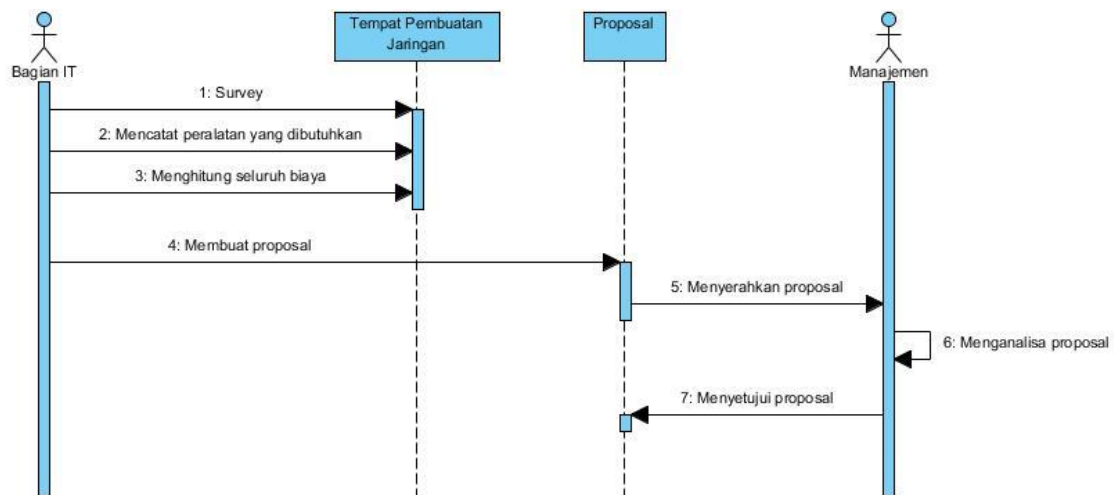 Tempat Pembuatan
Jaringan
Proposal
Bagian IT
Manajemen
1: Survey
2: Mencatat peralatan yang dibutuhkan
3: Menghitung seluruh biaya
4: Membuat proposal
5: Menyerahkan proposal
6: Menganalisa proposal
7: Menyetujui proposal